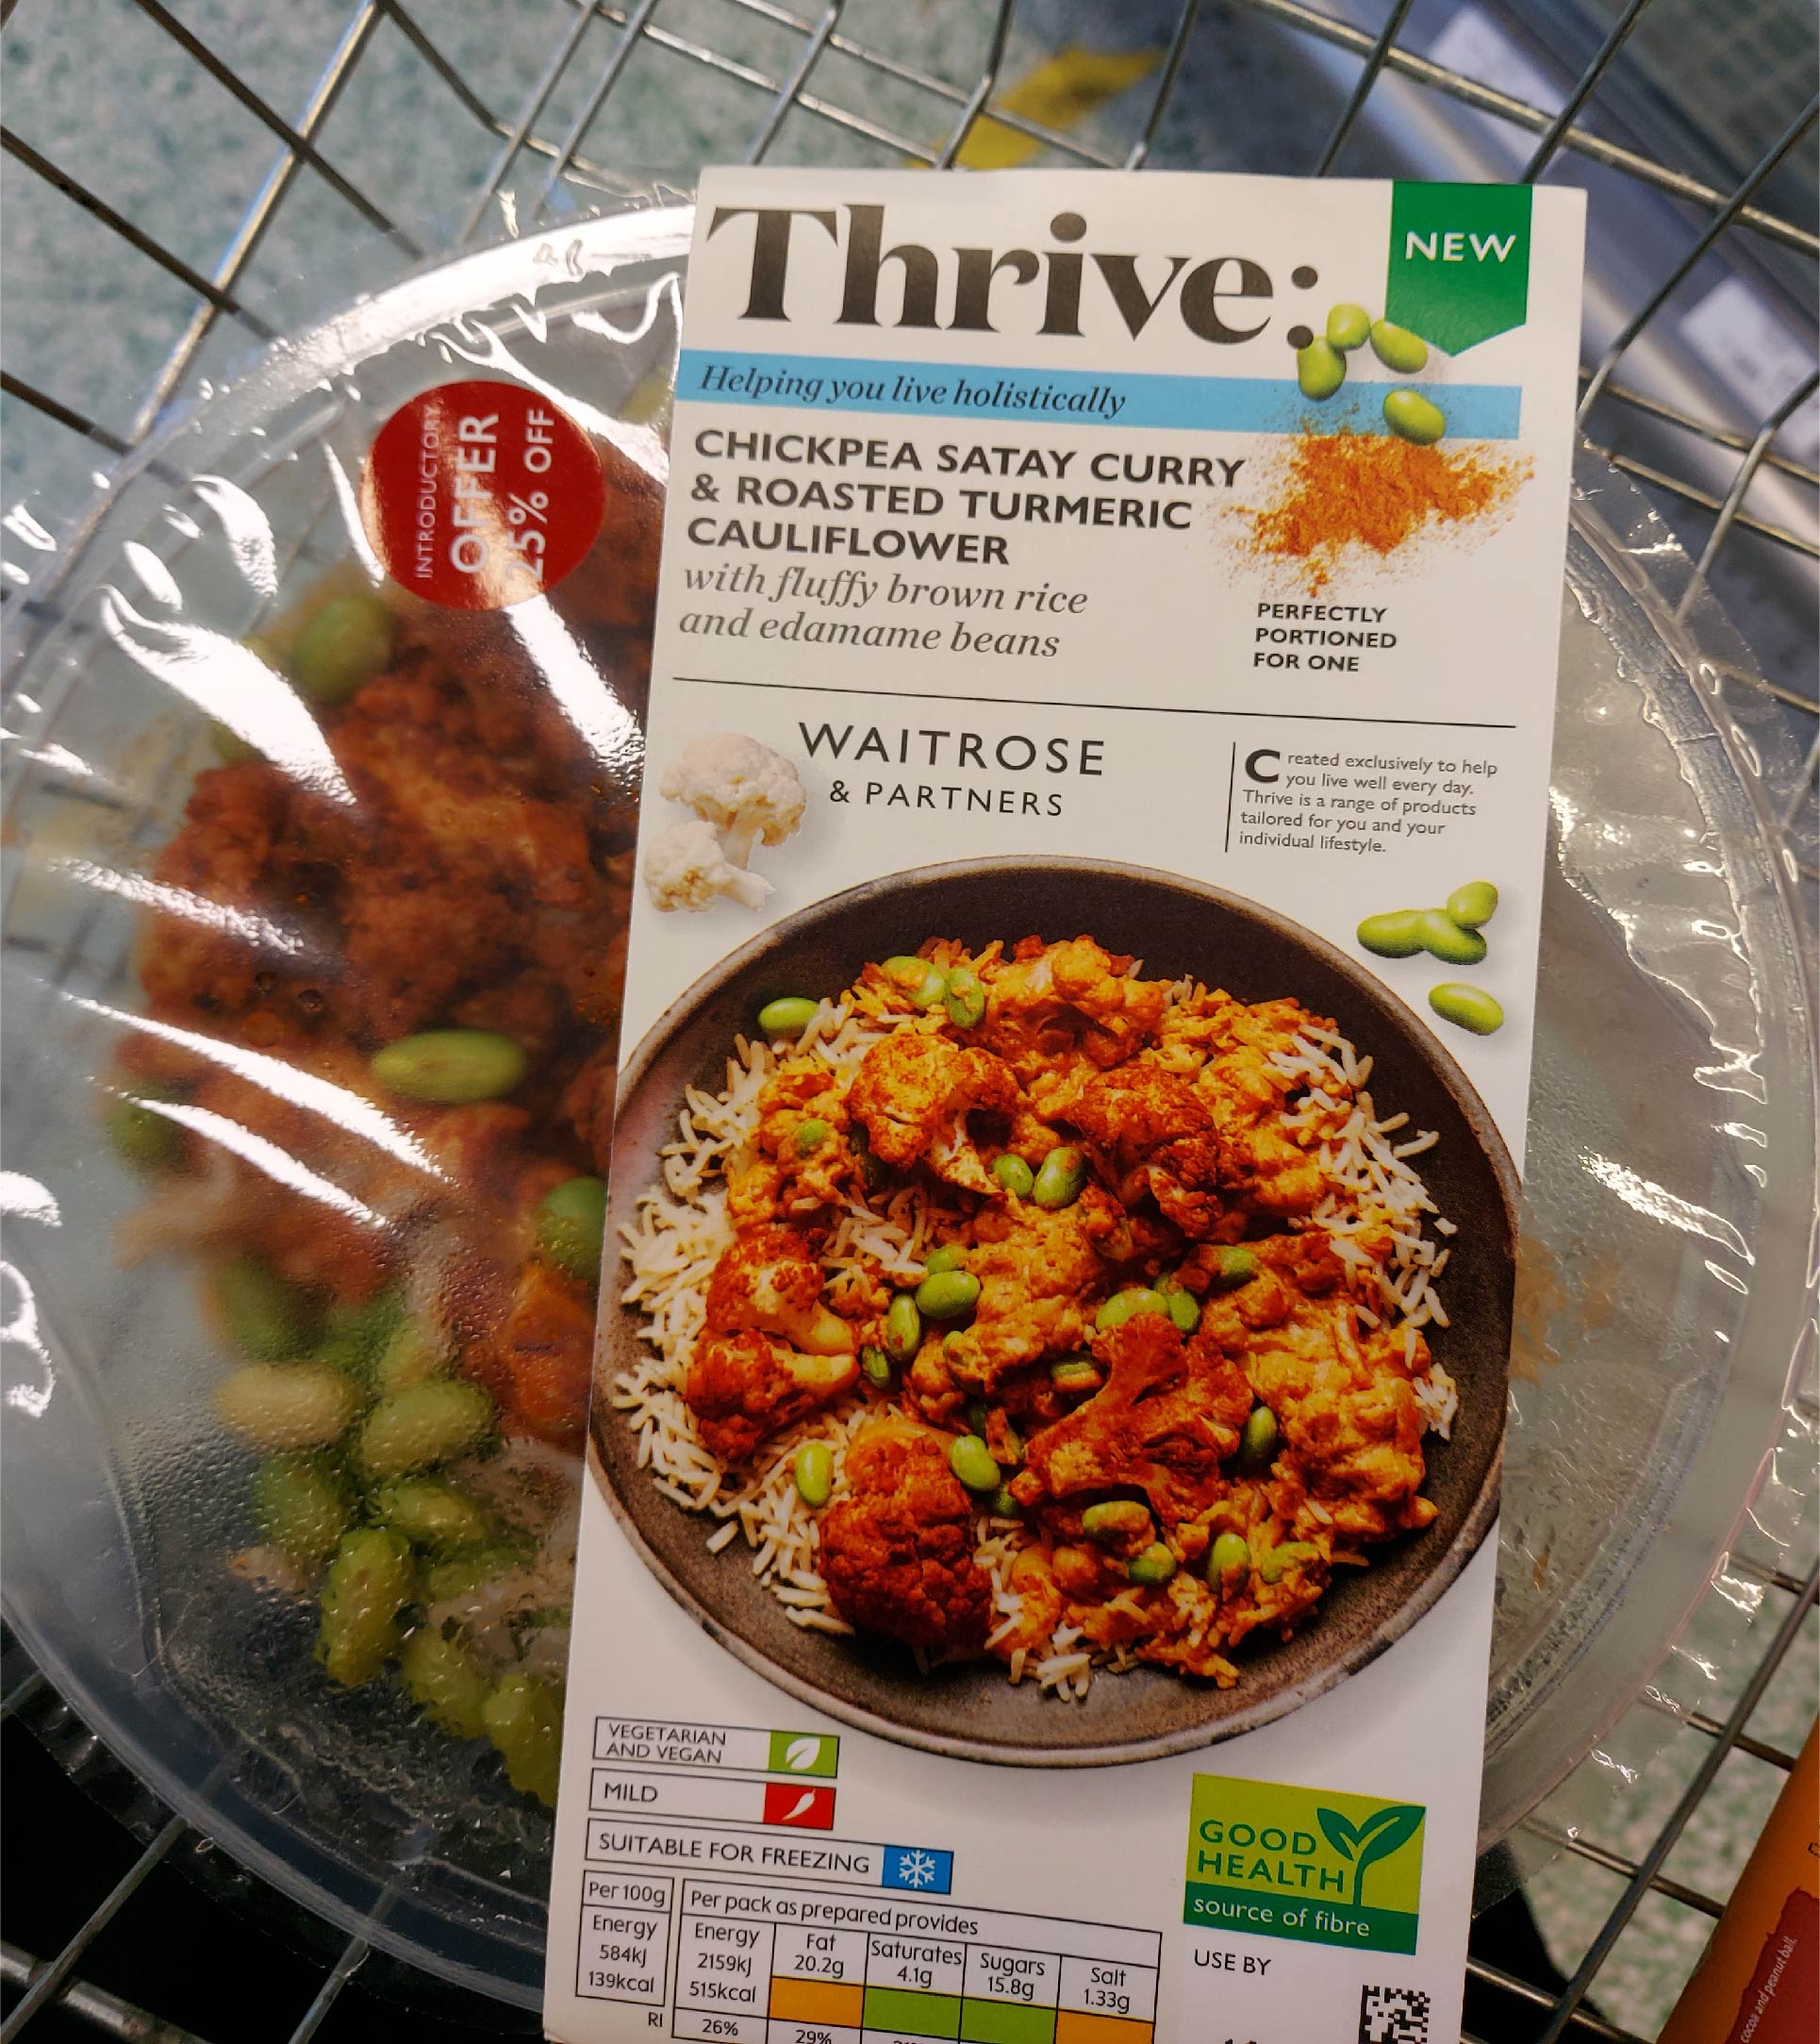 Thrive:
NEW
Helping you live holistically
CHICKPEA SATAY CURRY
& ROASTED TURMERIC
CAULIFLOWER
with fluffy brown rice
and edamame beans
PERFECTLY
PORTIONED
FOR ONE
WAITROSE
& PARTNERS
Created exclusively to help
you live well every day.
Thrive is a range of products
tailored for you and your
individual lifestyle.
INTRODUCTORY
OFFER
25% OFF
VEGETARIAN
AND VEGAN
MILD
SUITABLE FOR FREEZING
Per 100g
Energy
584kJ
139kcal
Per pack as prepared provides
Energy
2159kJ
515kcal
Fat
20.2g
Saturates
4.1g
Sugars
15.8g
Salt
1.33g
RI
26%
29%
GOOD
HEALTH
source of fibre
USE BY
cocoa and peanut ball.